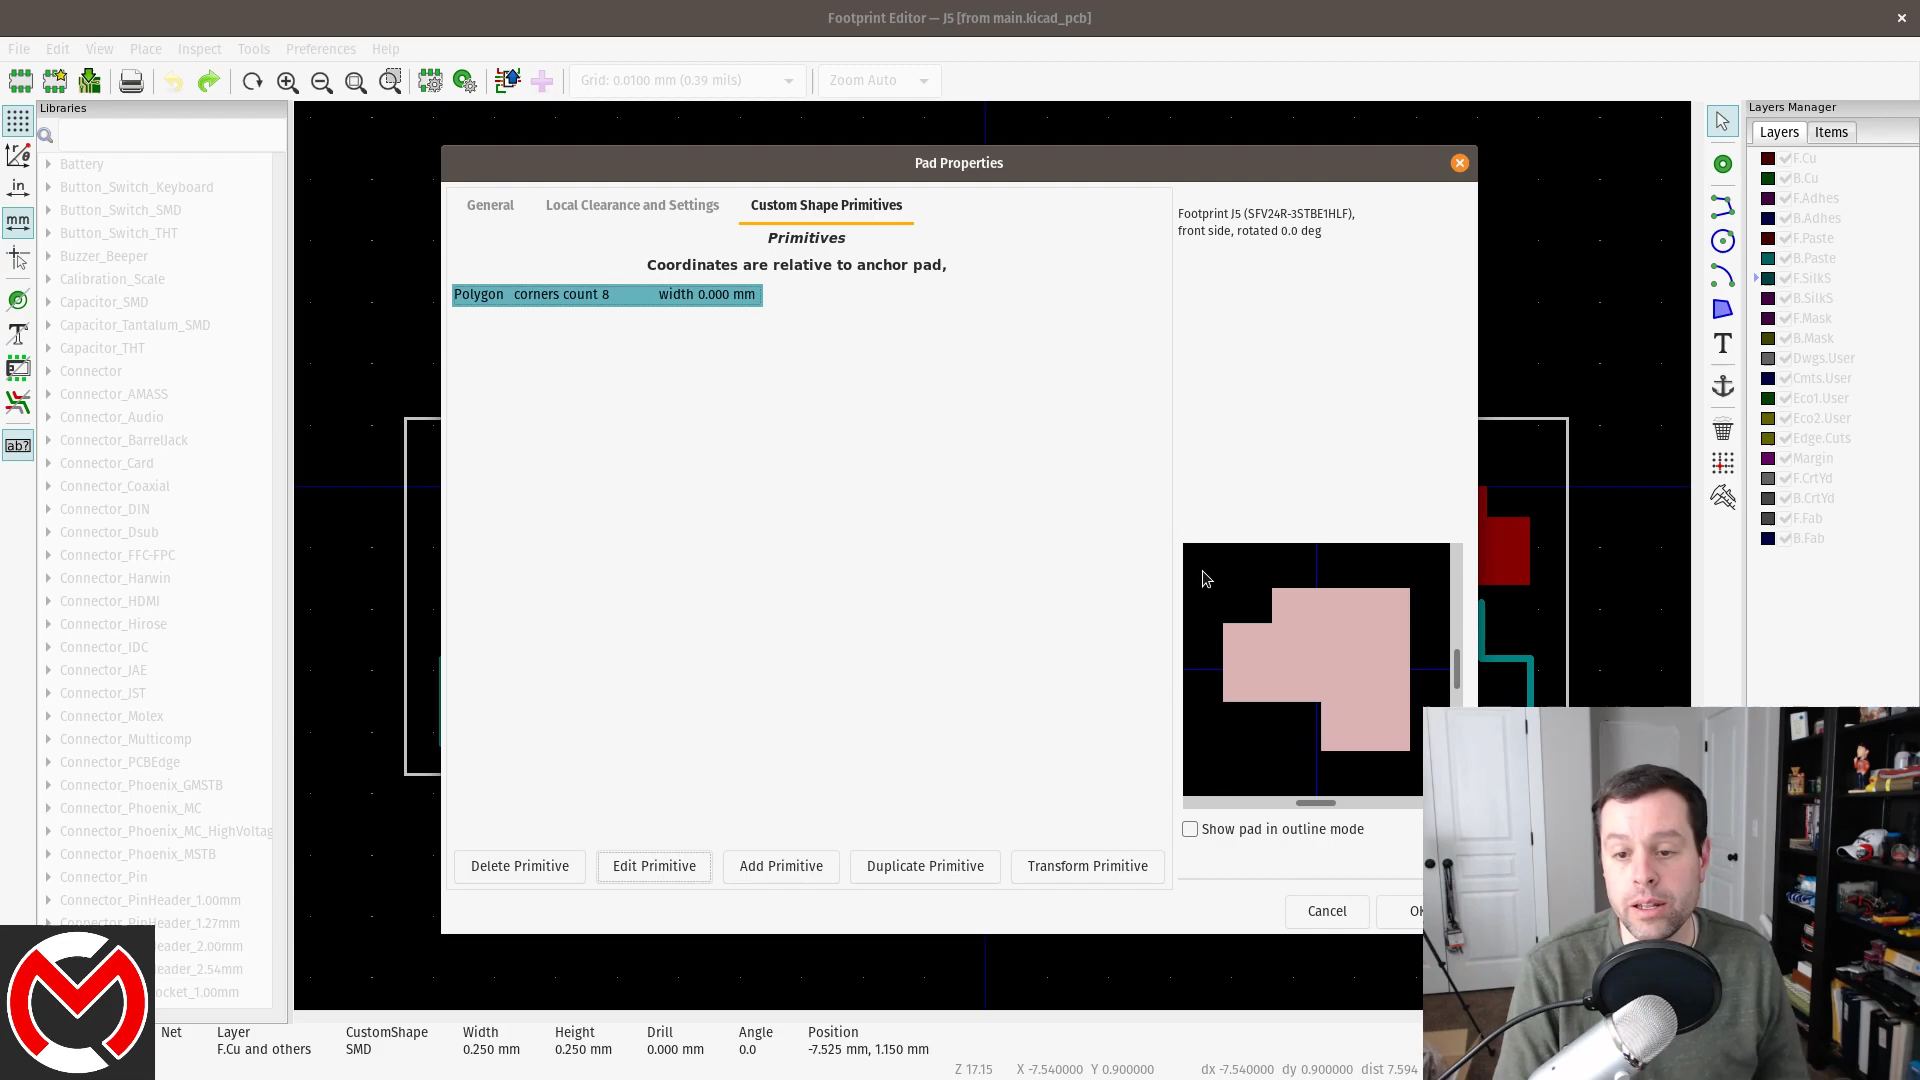 Footprint Editor — J5 [from main.kicad_pcb]
File Edit View Place Inspect Tools Preferences Help
Grid: 0.0100 mm (0.39 mils)
Zoom Auto
Libraries
Battery
Button_Switch_Keyboard
Button_Switch_SMD
Button_Switch_THT
Buzzer_Beeper
Calibration_Scale
Capacitor_SMD
Capacitor_Tantalum_SMD
Capacitor_THT
Connector
Connector_AMASS
Connector_Audio
Connector_BarrelJack
Connector_Card
Connector_Coaxial
Connector_DIN
Connector_Dsub
Connector_FFC-FPC
Connector_Harwin
Connector_HDMI
Connector_Hirose
Connector_IDC
Connector_JAE
Connector_JST
Connector_Molex
Connector_Multicomp
Connector_PCBEdge
Connector_Phoenix_GMSTB
Connector_Phoenix_MC
Connector_Phoenix_MC_HighVoltag
Connector_Phoenix_MSTB
Connector_Pin
Connector_PinHeader_1.00mm
Connector_PinHeader_1.27mm
eader_2.00mm
eader_2.54mm
ocket_1.00mm
in
mm
ab?
Pad Properties
General
Local Clearance and Settings
Custom Shape Primitives
Primitives
Coordinates are relative to anchor pad,
Polygon corners count 8 width 0.000 mm
Footprint J5 (SFV24R-3STBE1HLF),
front side, rotated 0.0 deg
Show pad in outline mode
Delete Primitive
Edit Primitive
Add Primitive
Duplicate Primitive
Transform Primitive
Cancel
OK
Layers Manager
Layers
Items
F.Cu
B.Cu
F.Adhes
B.Adhes
F.Paste
B.Paste
F.SilkS
B.SilkS
F.Mask
B.Mask
Dwgs.User
Cmts.User
Eco1.User
Eco2.User
Edge.Cuts
Margin
F.CrtYd
B.CrtYd
F.Fab
B.Fab
Net Layer CustomShape Width Height Drill Angle Position
F.Cu and others SMD 0.250 mm 0.250 mm 0.000 mm 0.0 -7.525 mm, 1.150 mm
Z 17.15 X -7.540000 Y 0.900000 dx -7.540000 dy 0.900000 dist 7.594